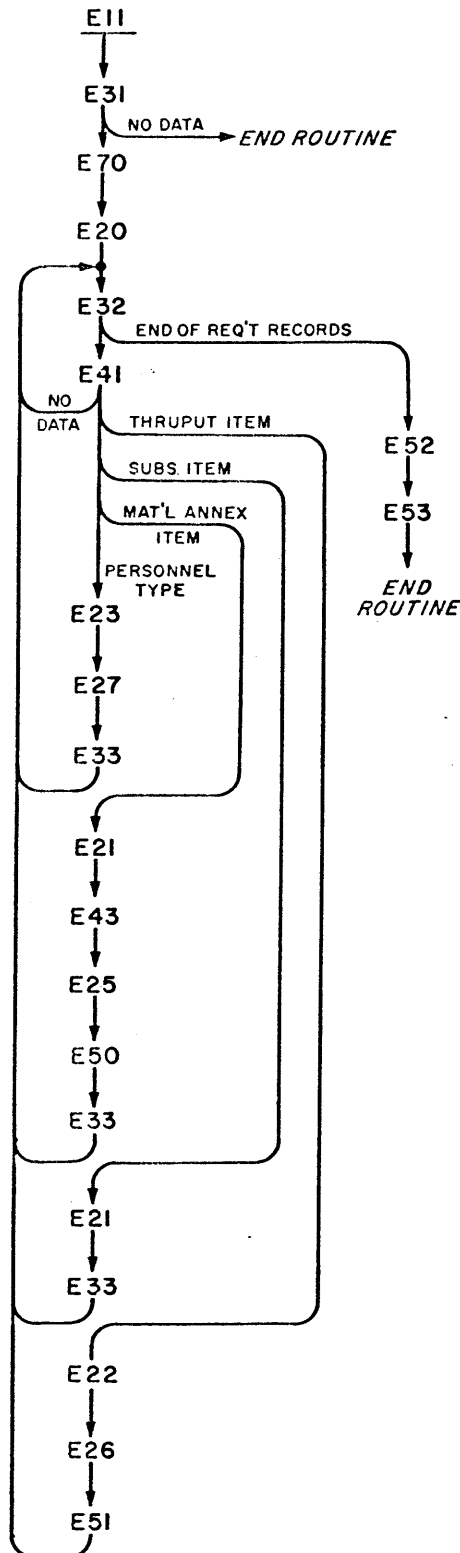 E11
E31
NO DATA
END ROUTINE
E70
E20
E32
END OF REQ'T RECORDS
E41
NO
DATA
THRUPUT ITEM
SUBS. ITEM
MAT'L ANNEX
ITEM
PERSONNEL
TYPE
E52
E53
END
ROUTINE
E23
E27
E33
E21
E43
E25
E50
E33
E21
E33
E22
E26
E51